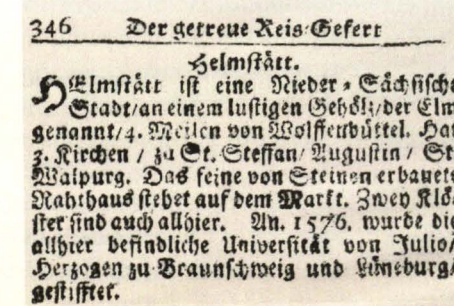 346 Der getreue Reis-Gefert
Helmstätt.
HElmstätt ist eine Nieder-Sächsische
Stadt/an einem lustigen Gehöltz/der Elm
genannt/4. Meilen von Wolffenbüttel. Hat
3. Kirchen / zu St. Steffan/ Augustin / St.
Walpurg. Das feine von Steinen erbauete
Rahthaus stehet auf dem Markt. Zwey Klö-
ster sind auch allhier. An. 1576. wurde die
allhier befindliche Universität von Julio/
Herzogen zu Braunschweig und Lüneburg/
gestifftet.